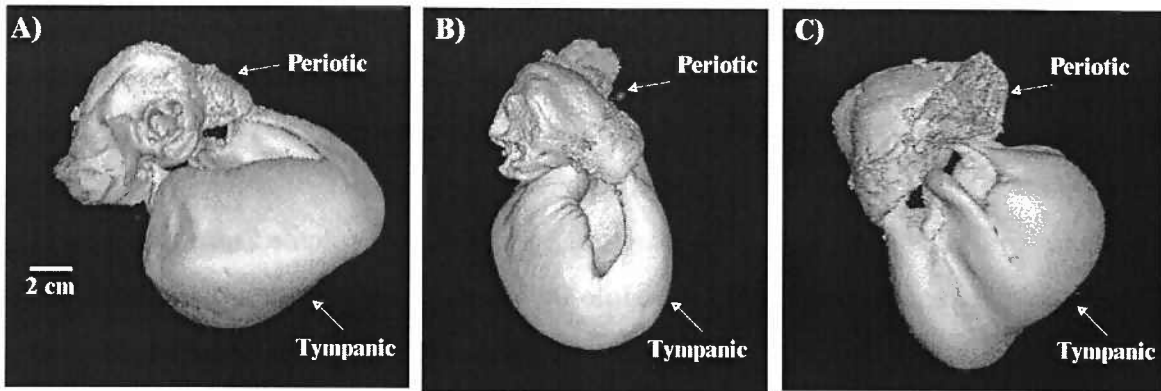 A)
Periotic
2 cm
Tympanic
B)
Periotic
Tympanic
C)
Periotic
Tympanic